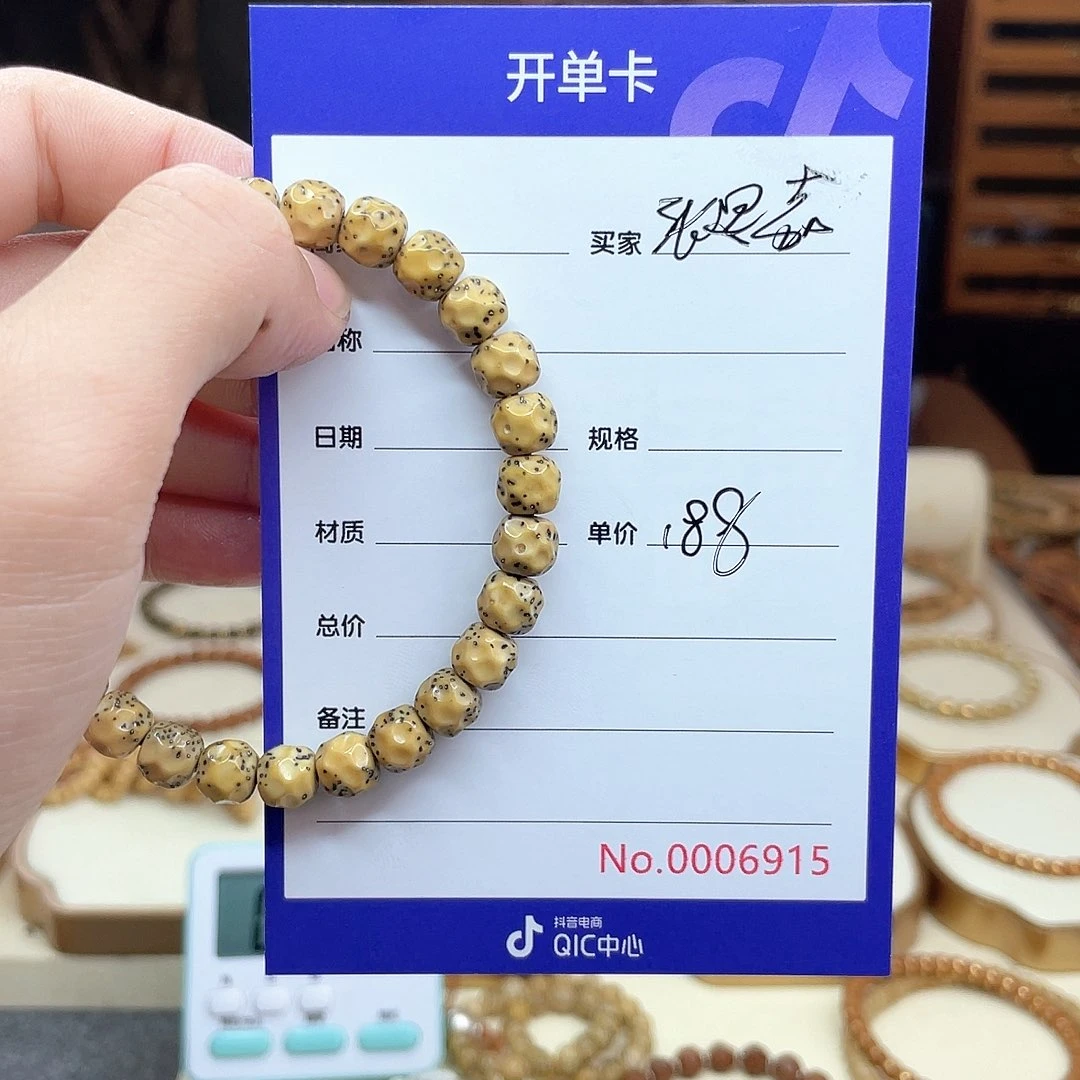 开单卡
买家
称
日期 规格
材质 单价 188
总价
备注
No.0006915
抖音电商
QIC中心